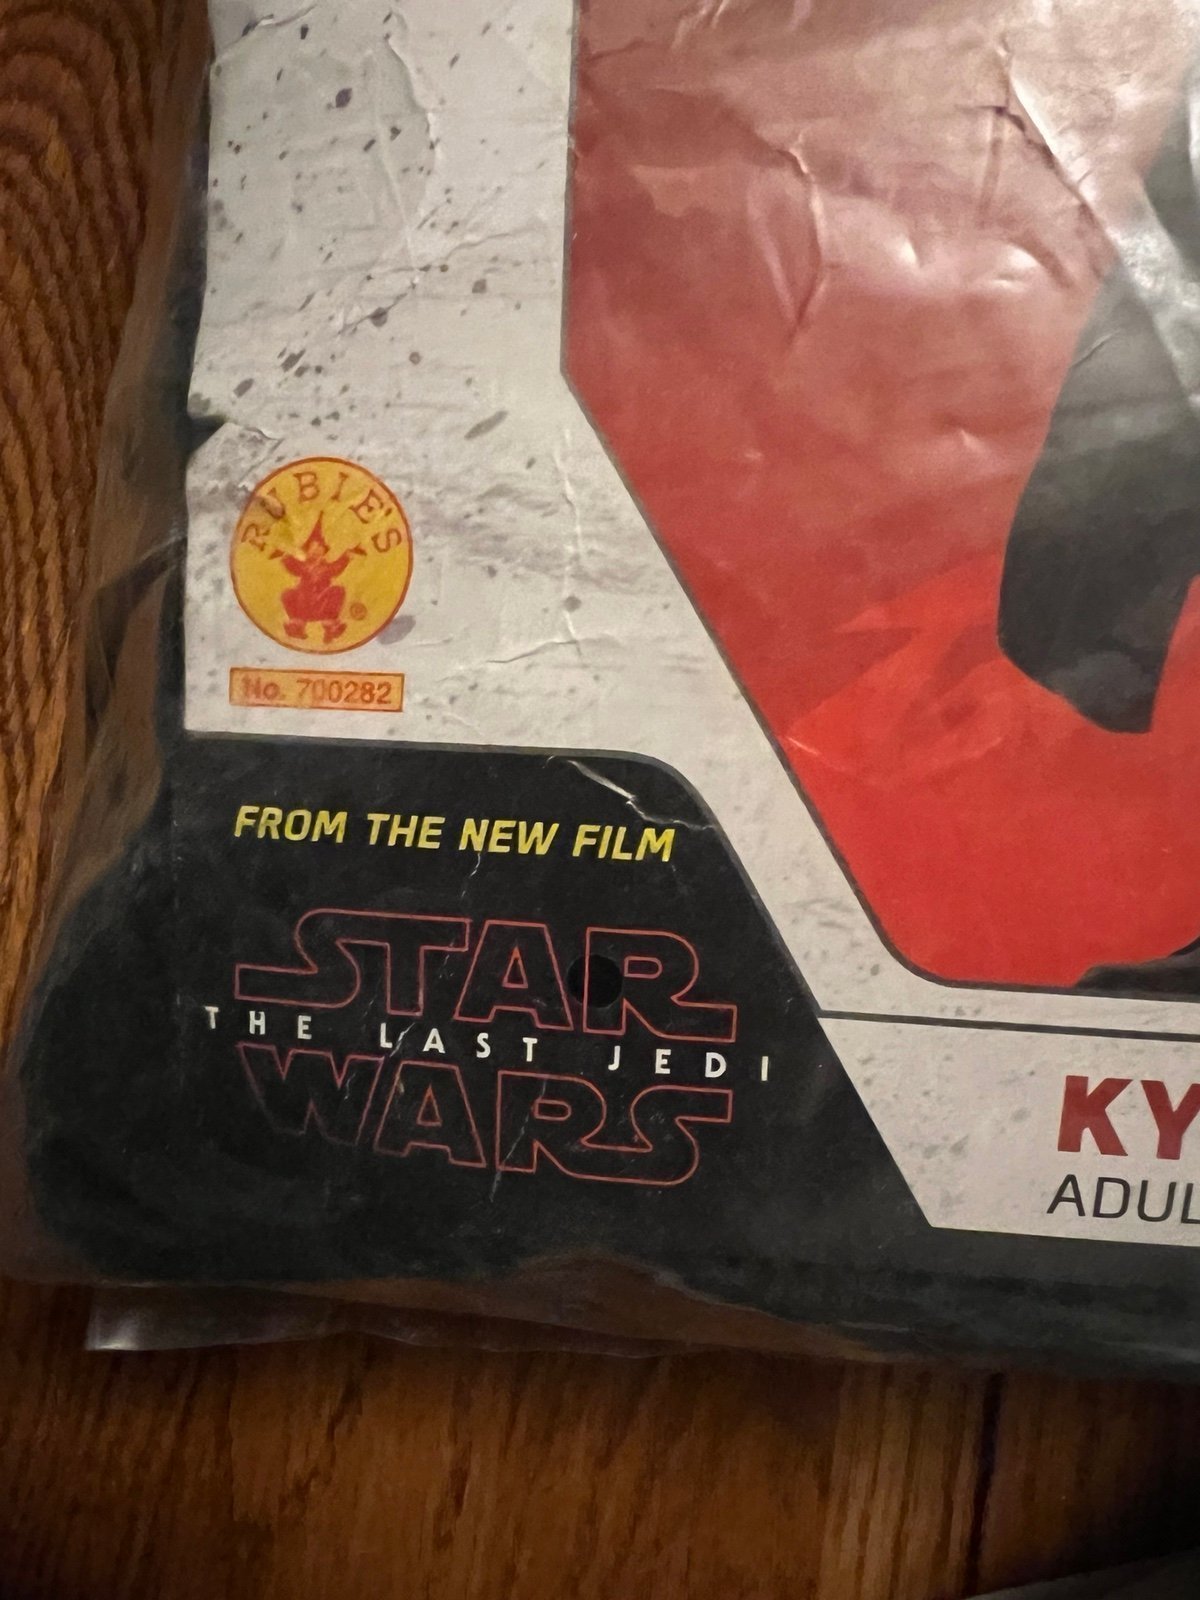 RUBIE'S
®
No. 700282
FROM THE NEW FILM
STAR
THE LAST JEDI
WARS
KY
ADUL